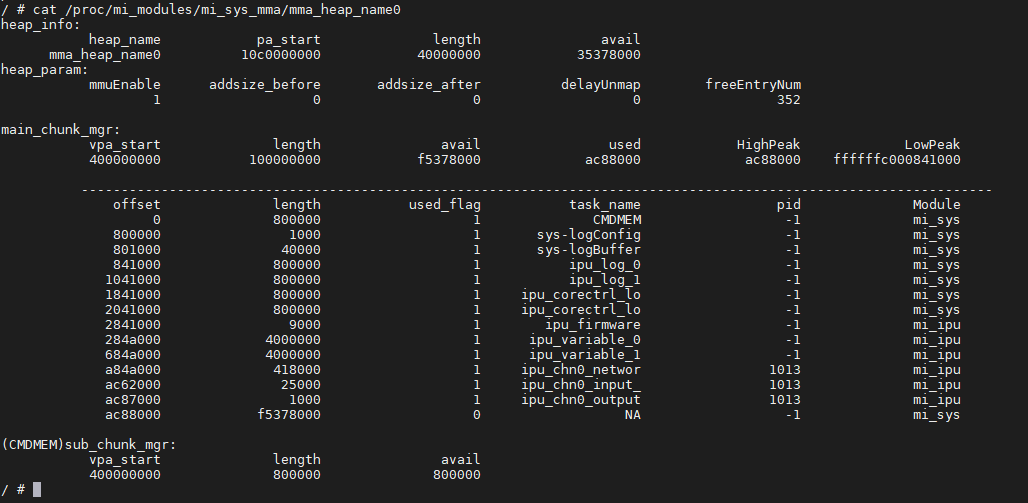 / # cat /proc/mi_modules/mi_sys_mma/mma_heap_name0
heap_info:
heap_name pa_start length avail
mma_heap_name0 10c0000000 40000000 35378000
heap_param:
mmuEnable addsize_before addsize_after delayUnmap freeEntryNum
1 0 0 0 352
main_chunk_mgr:
vpa_start length avail used HighPeak LowPeak
400000000 100000000 f5378000 ac88000 ac88000 ffffffc000841000
------------------------------------------------------------------------------------------------------------------
offset length used_flag task_name pid Module
0 800000 1 CMDMEM -1 mi_sys
800000 1000 1 sys-logConfig -1 mi_sys
801000 40000 1 sys-logBuffer -1 mi_sys
841000 800000 1 ipu_log_0 -1 mi_sys
1041000 800000 1 ipu_log_1 -1 mi_sys
1841000 800000 1 ipu_corectrl_lo -1 mi_sys
2041000 800000 1 ipu_corectrl_lo -1 mi_sys
2841000 9000 1 ipu_firmware -1 mi_ipu
284a000 4000000 1 ipu_variable_0 -1 mi_ipu
684a000 4000000 1 ipu_variable_1 -1 mi_ipu
a84a000 418000 1 ipu_chn0_networ 1013 mi_ipu
ac62000 25000 1 ipu_chn0_input_ 1013 mi_ipu
ac87000 1000 1 ipu_chn0_output 1013 mi_ipu
ac88000 f5378000 0 NA -1 mi_sys
(CMDMEM)sub_chunk_mgr:
vpa_start length avail
400000000 800000 800000
/ #